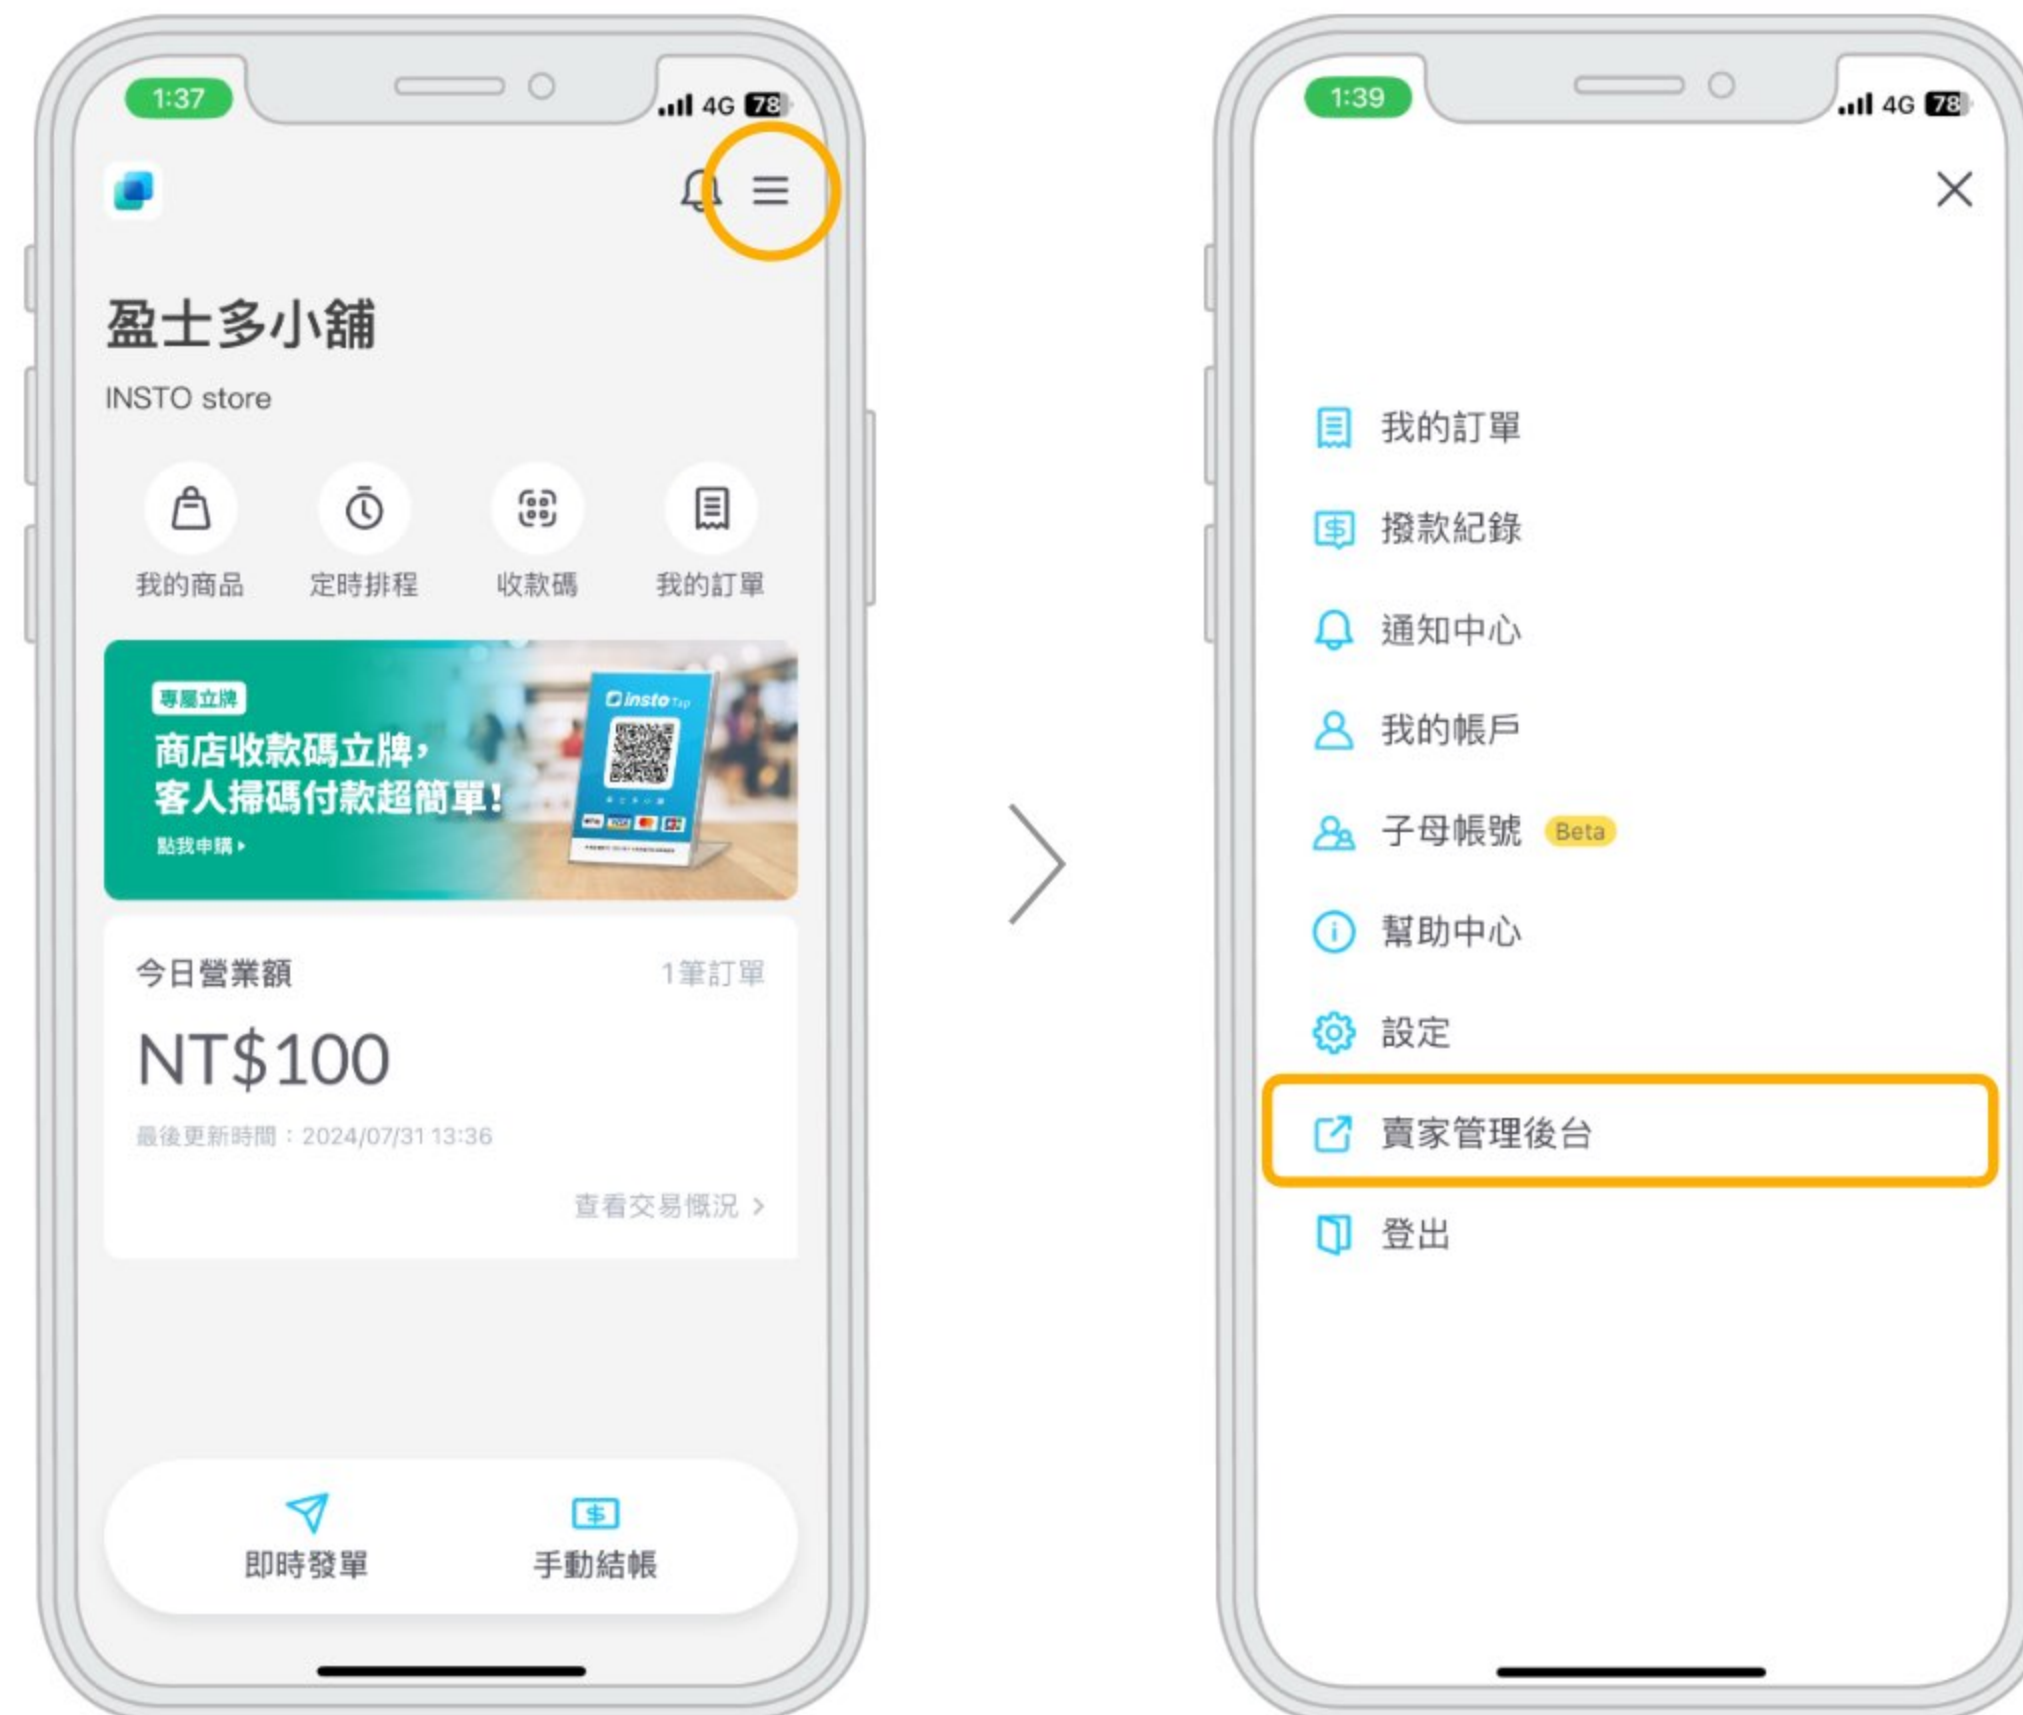 1:37
4G 78
盈士多小舖
INSTO store
我的商品 定時排程 收款碼 我的訂單
專屬立牌
商店收款碼立牌，
客人掃碼付款超簡單！
點我申購
insto Tap
VISA
今日營業額 1筆訂單
NT$100
最後更新時間：2024/07/31 13:36
查看交易慨況
即時發單 手動結帳
1:39
4G 78
我的訂單
撥款紀錄
通知中心
我的帳戶
子母帳號 Beta
幫助中心
設定
賣家管理後台
登出